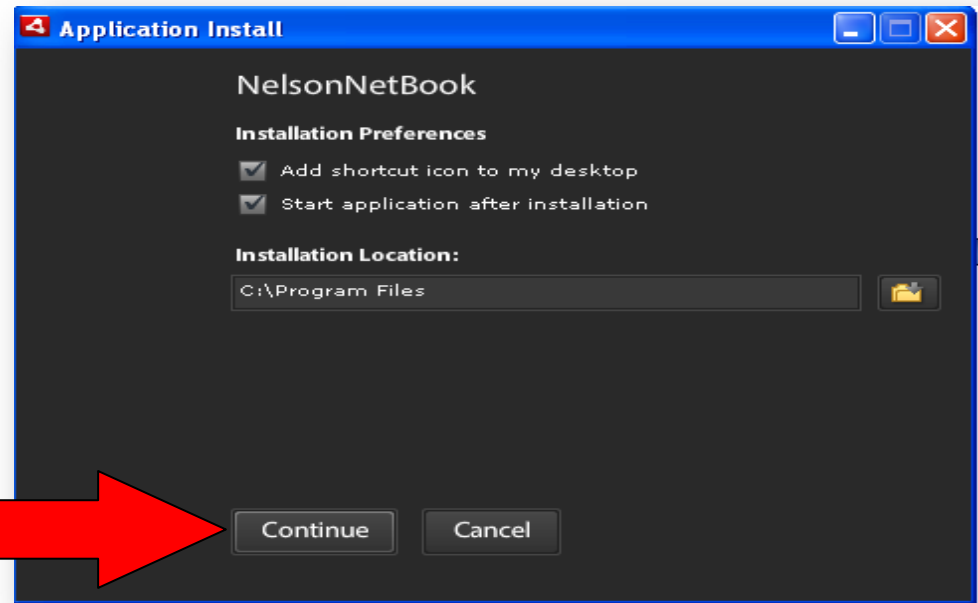 Application Install
NelsonNetBook
Installation Preferences
Add shortcut icon to my desktop
Start application after installation
Installation Location:
C:\Program Files
Continue Cancel